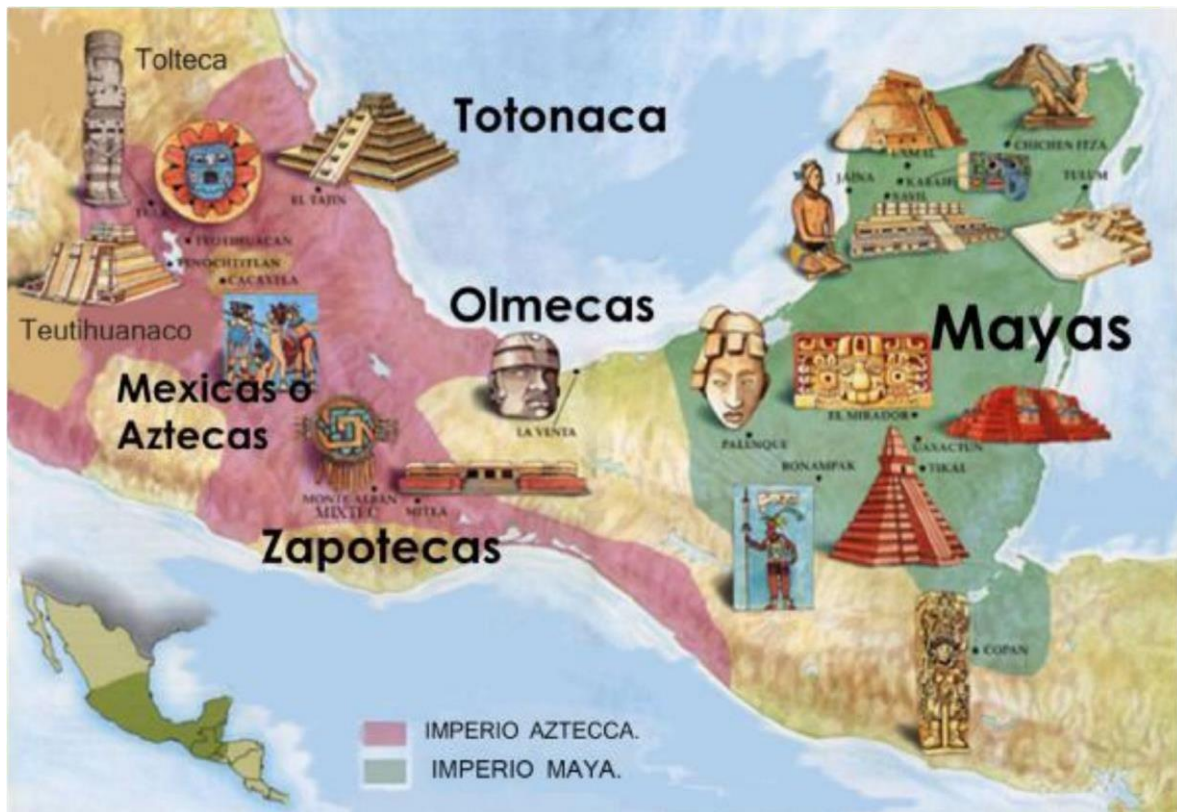 Tolteca
Totonaca
TULA
EL TAJIN
TEOTIHUACAN
TENOCHTITLAN
CACAXTLA
Teutihuanaco
Mexicas o
Aztecas
Olmecas
LA VENTA
MONTE ALBAN
MIXTEC
MITLA
Zapotecas
UXMAL
CHICHEN ITZA
JAINA
KABAH
SAYIL
TULUM
Mayas
EL MIRADOR
PALENQUE
UAXACTUN
TIKAL
BONAMPAK
COPAN
IMPERIO AZTECCA.
IMPERIO MAYA.